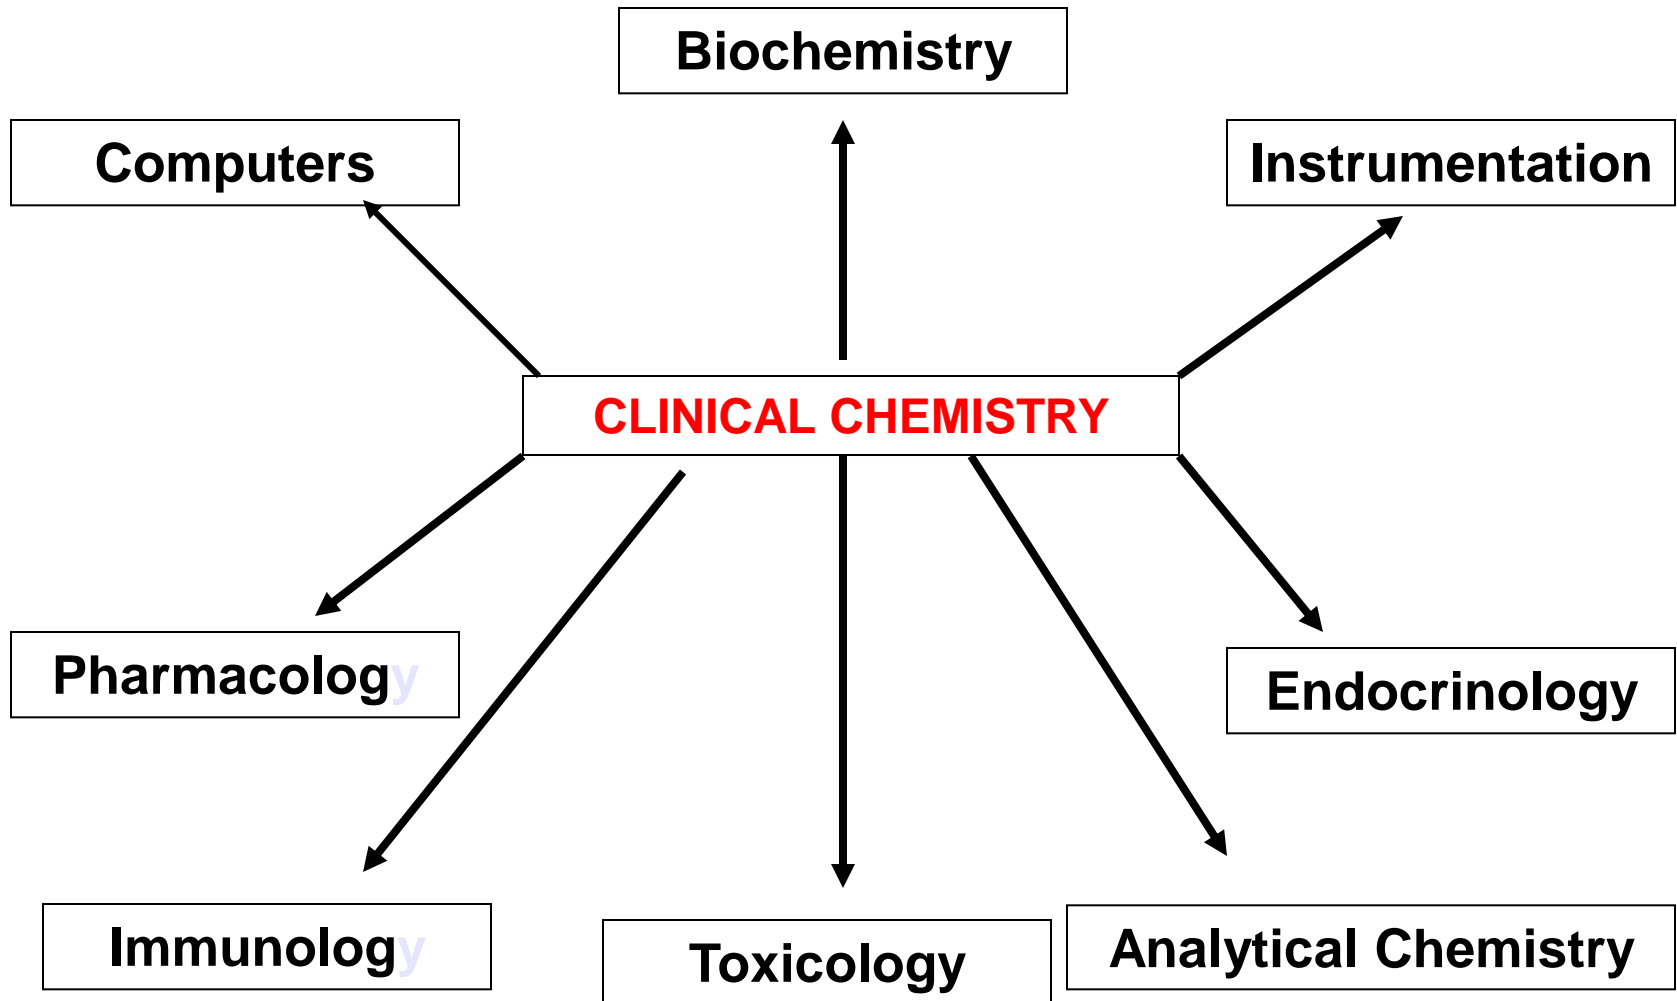 Biochemistry
Computers
Instrumentation
CLINICAL CHEMISTRY
Pharmacology
Endocrinology
Immunology
Toxicology
Analytical Chemistry